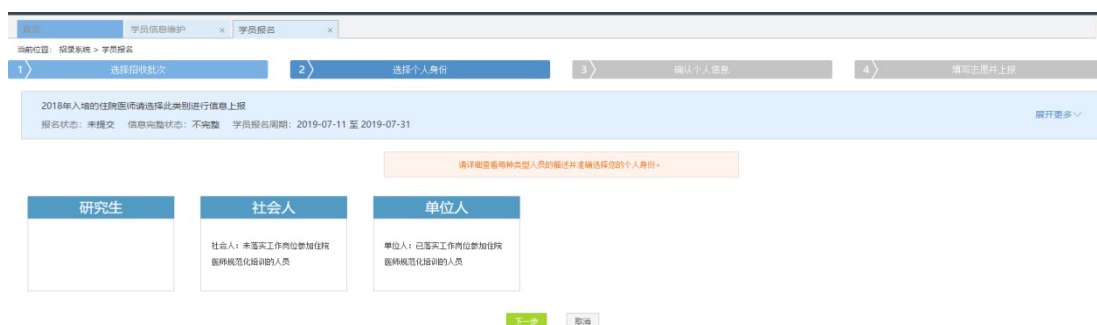 首页
学员信息维护 ×
学员报名 ×
当前位置： 招录系统 > 学员报名
1 选择招收批次
2 选择个人身份
3 确认个人信息
4 填写志愿并上报
2018年入培的住院医师请选择此类别进行信息上报
报名状态：未提交 信息完整状态：不完整 学员报名周期：2019-07-11 至 2019-07-31
展开更多
请详细查看每种类型人员的描述并准确选择您的个人身份。
研究生
社会人
单位人
社会人：未落实工作岗位参加住院
医师规范化培训的人员
单位人：已落实工作岗位参加住院
医师规范化培训的人员
下一步
取消